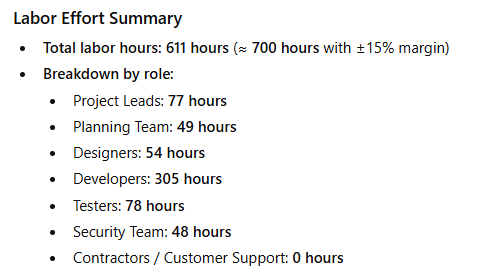 Labor Effort Summary
• Total labor hours: 611 hours (≈ 700 hours with ±15% margin)
• Breakdown by role:
• Project Leads: 77 hours
• Planning Team: 49 hours
• Designers: 54 hours
• Developers: 305 hours
• Testers: 78 hours
• Security Team: 48 hours
• Contractors / Customer Support: 0 hours